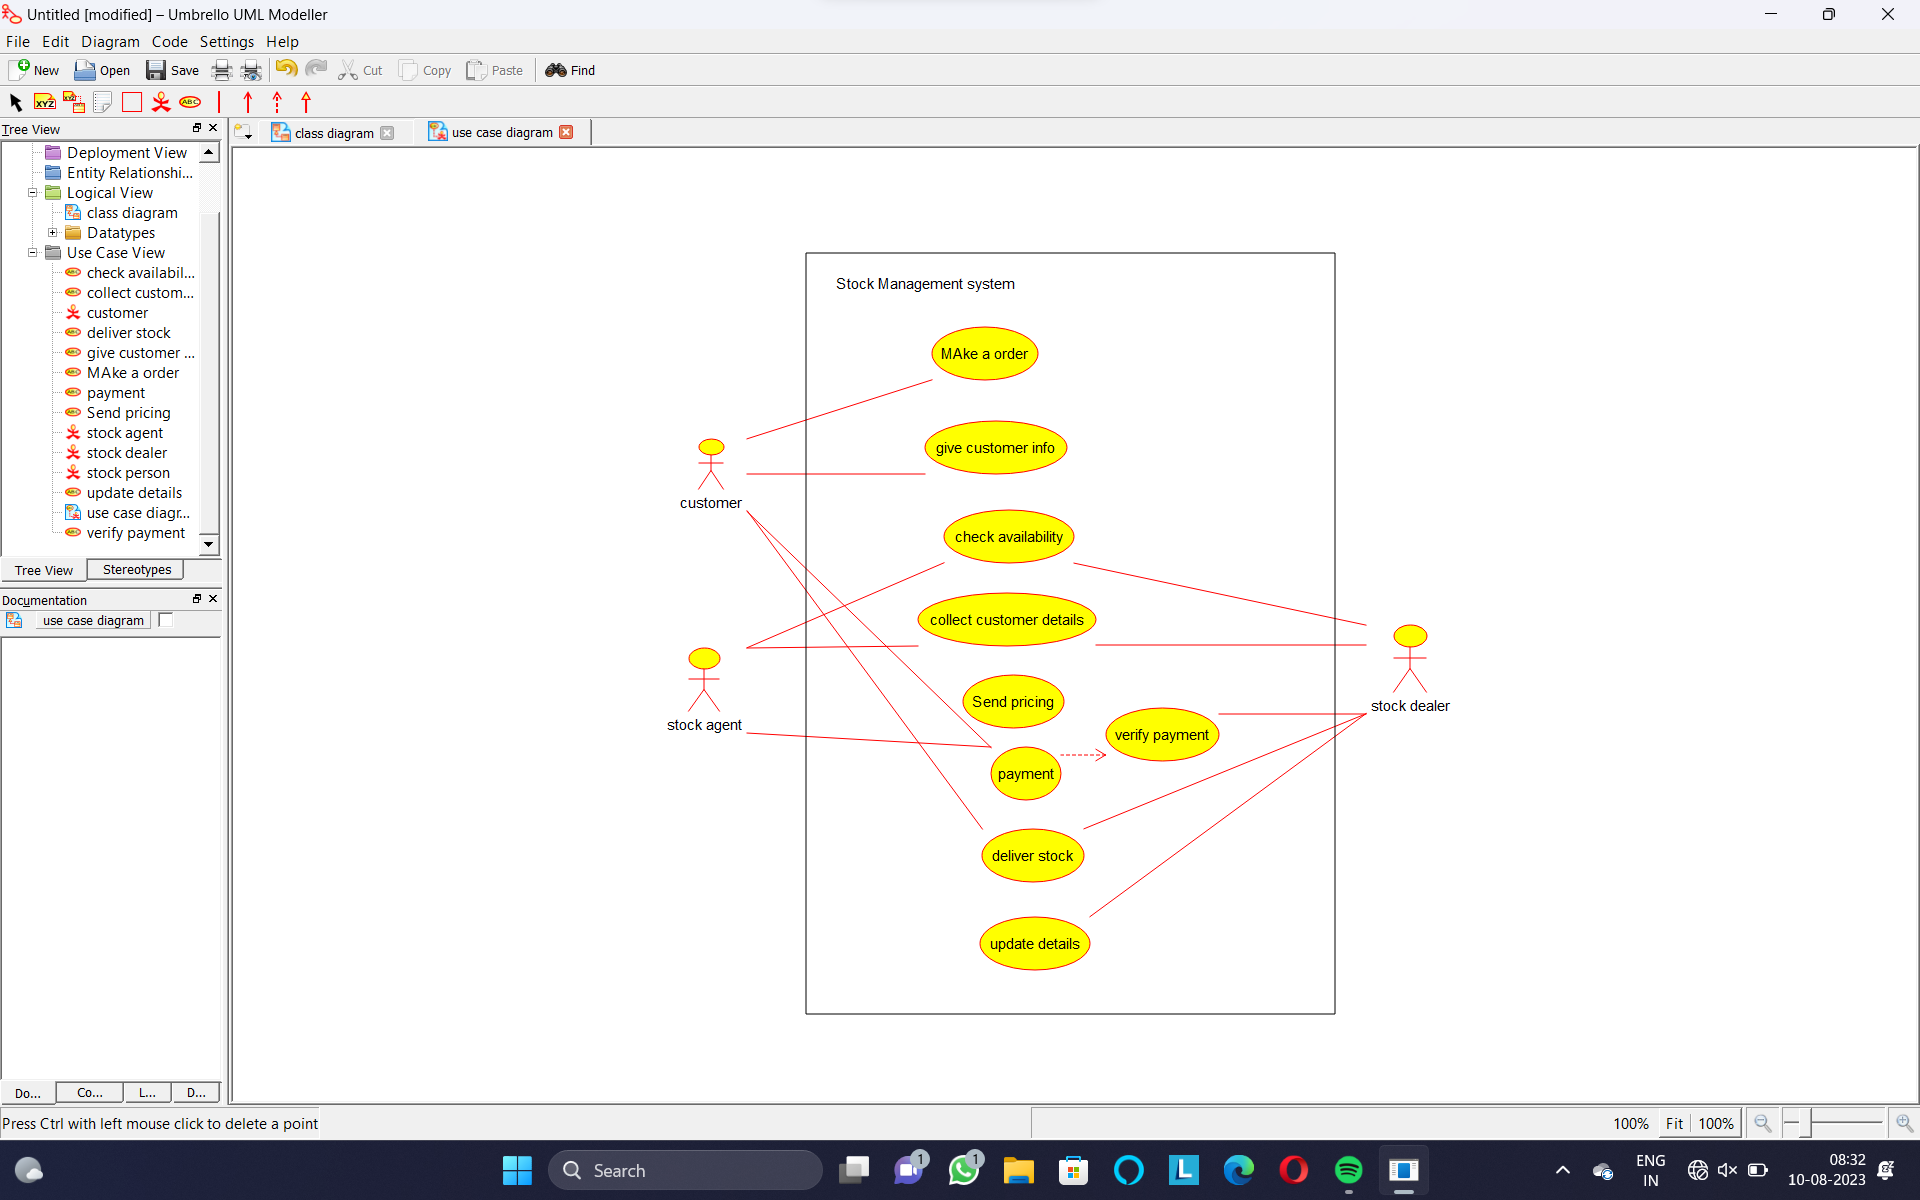 Untitled [modified] – Umbrello UML Modeller
File Edit Diagram Code Settings Help
New Open Save Cut Copy Paste Find
XYZ XYZ ABC
Tree View
class diagram
use case diagram
Deployment View
Entity Relationshi...
Logical View
class diagram
Datatypes
Use Case View
check availabil...
collect custom...
customer
deliver stock
give customer ...
MAke a order
payment
Send pricing
stock agent
stock dealer
stock person
update details
use case diagr...
verify payment
Tree View Stereotypes
Documentation
use case diagram
Do... Co... L... D...
Stock Management system
MAke a order
give customer info
customer
check availability
collect customer details
stock agent
Send pricing
stock dealer
verify payment
payment
deliver stock
update details
Press Ctrl with left mouse click to delete a point
100% Fit 100%
Search
1
1
L
ENG
IN
08:32
10-08-2023